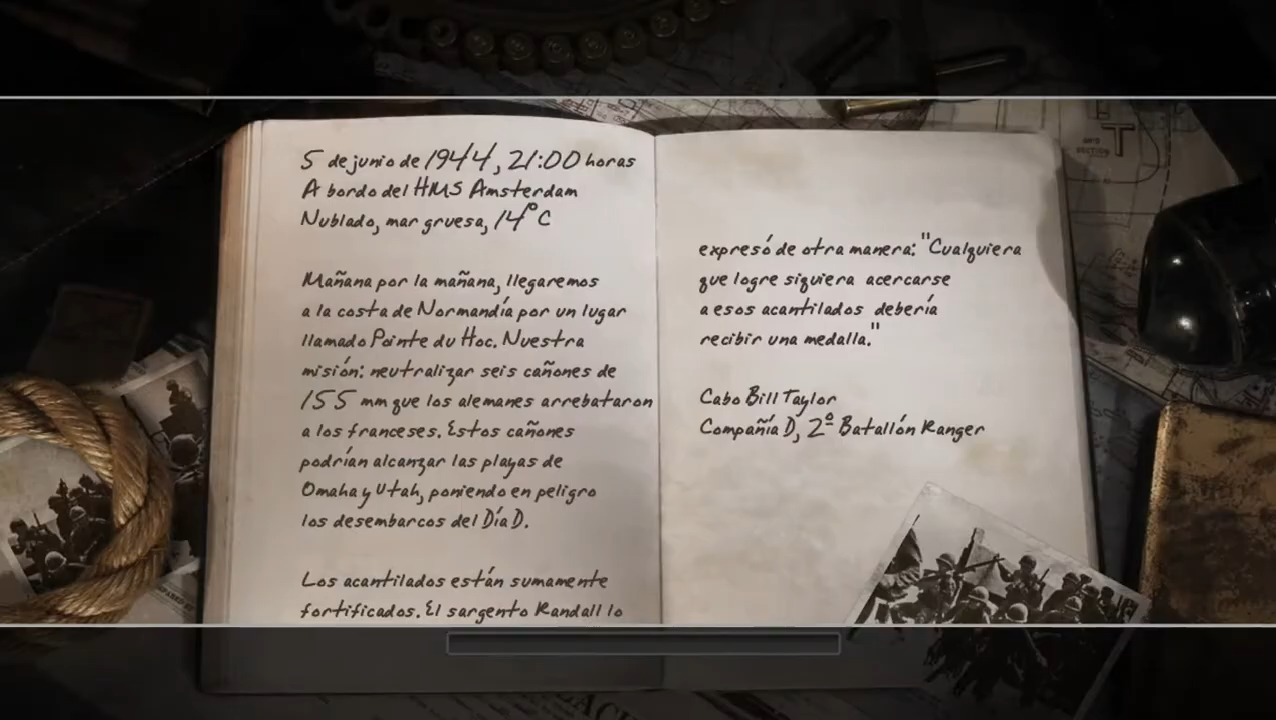 5 de junio de 1944, 21:00 horas
A bordo del HMS Amsterdam
Nublado, mar gruesa, 14°C
Mañana por la mañana, llegaremos
a la costa de Normandía por un lugar
llamado Pointe du Hoc. Nuestra
misión: neutralizar seis cañones de
155 mm que los alemanes arrebataron
a los franceses. Estos cañones
podrían alcanzar las playas de
Omaha y Utah, poniendo en peligro
los desembarcos del Día D.
Los acantilados están sumamente
fortificados. El sargento Randall lo
expresó de otra manera: "Cualquiera
que logre siquiera acercarse
a esos acantilados debería
recibir una medalla."
Cabo Bill Taylor
Compañía D, 2º Batallón Ranger
SECTION
T